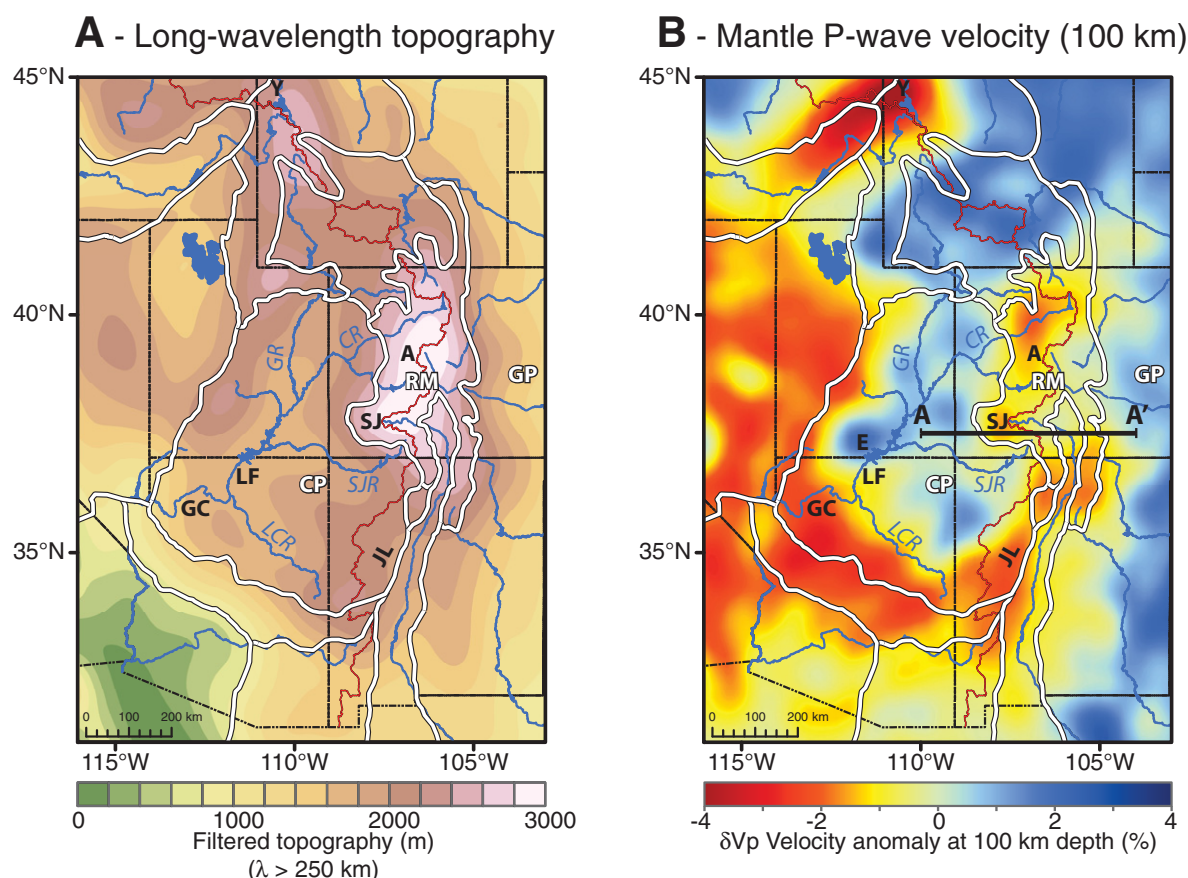 A - Long-wavelength topography
45°N
40°N
35°N
Y
GR
CR
A
RM
GP
SJ
LF
CP
SJR
GC
LCR
JL
0 100 200 km
115°W 110°W 105°W
0 1000 2000 3000
Filtered topography (m)
(λ > 250 km)
B - Mantle P-wave velocity (100 km)
45°N
40°N
35°N
Y
GR
CR
A
RM
GP
A SJ A'
E
LF
CP
SJR
GC
LCR
JL
0 100 200 km
115°W 110°W 105°W
-4 -2 0 2 4
δVp Velocity anomaly at 100 km depth (%)